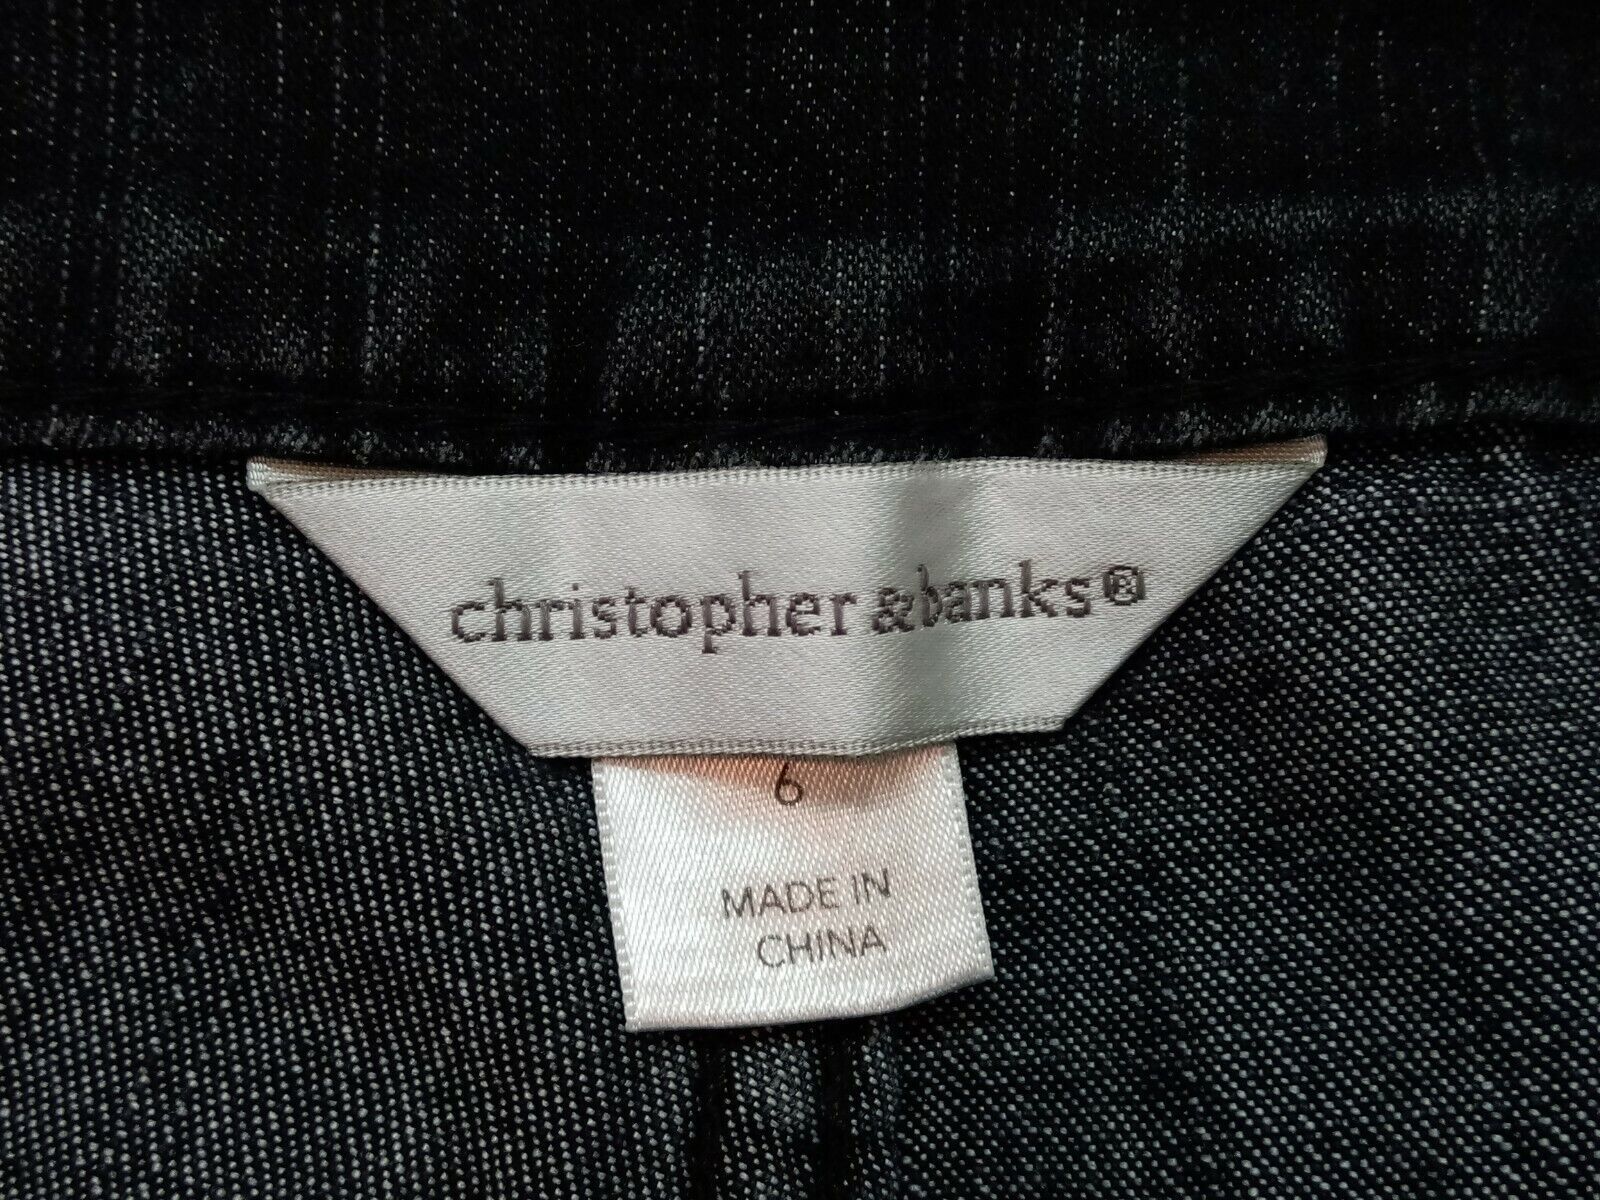 christopher & banks®
6
MADE IN
CHINA